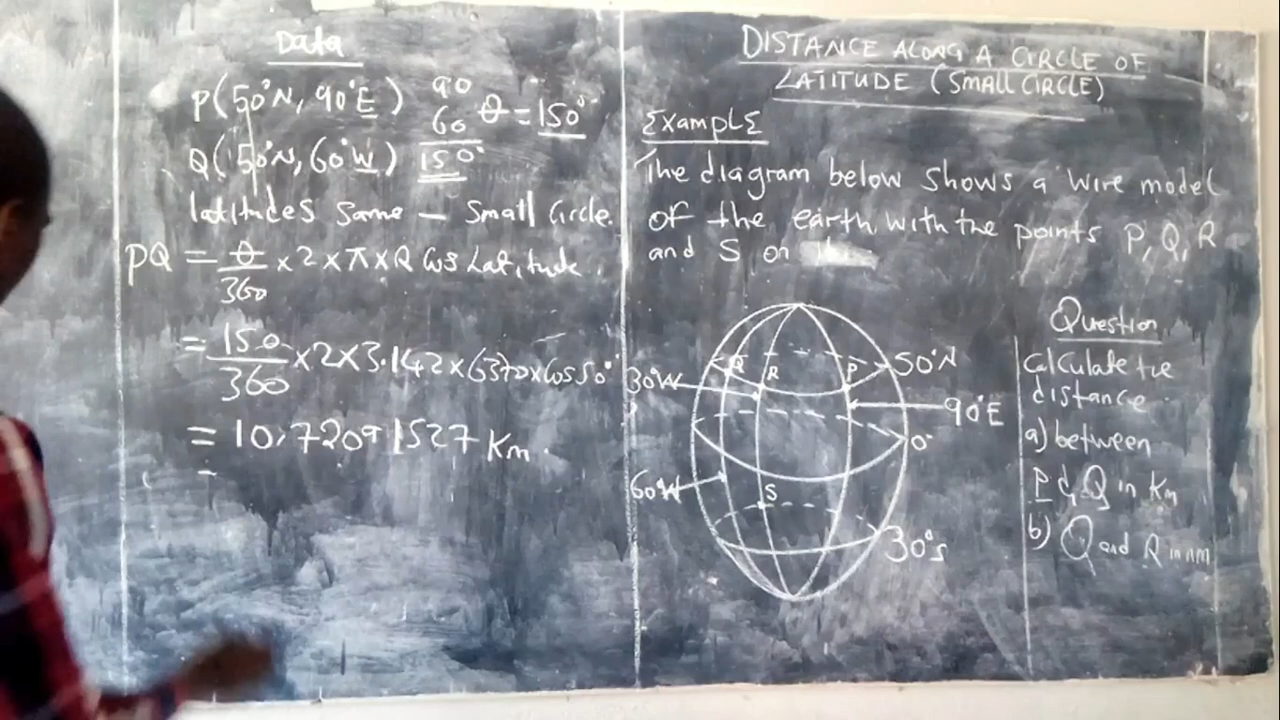 Data
P(50°N, 90°E) 90
60 θ = 150°
Q(50°N, 60°W) 150°
latitudes same – Small Circle.
PQ = θ/360 × 2 × π × R Cos Latitude.
= 150/360 × 2 × 3.142 × 6370 × Cos 50°
= 10,720.91527 Km.
=
DISTANCE ALONG A CIRCLE OF
LATITUDE (SMALL CIRCLE)
ExamplE
The diagram below shows a wire model
of the earth with the points P, Q, R
and S on
Q R P 50°N
30°W
90°E
0°
60°W
S
30°S
Question
Calculate the
distance
a) between
P & Q in Km
b) Q and R in nm